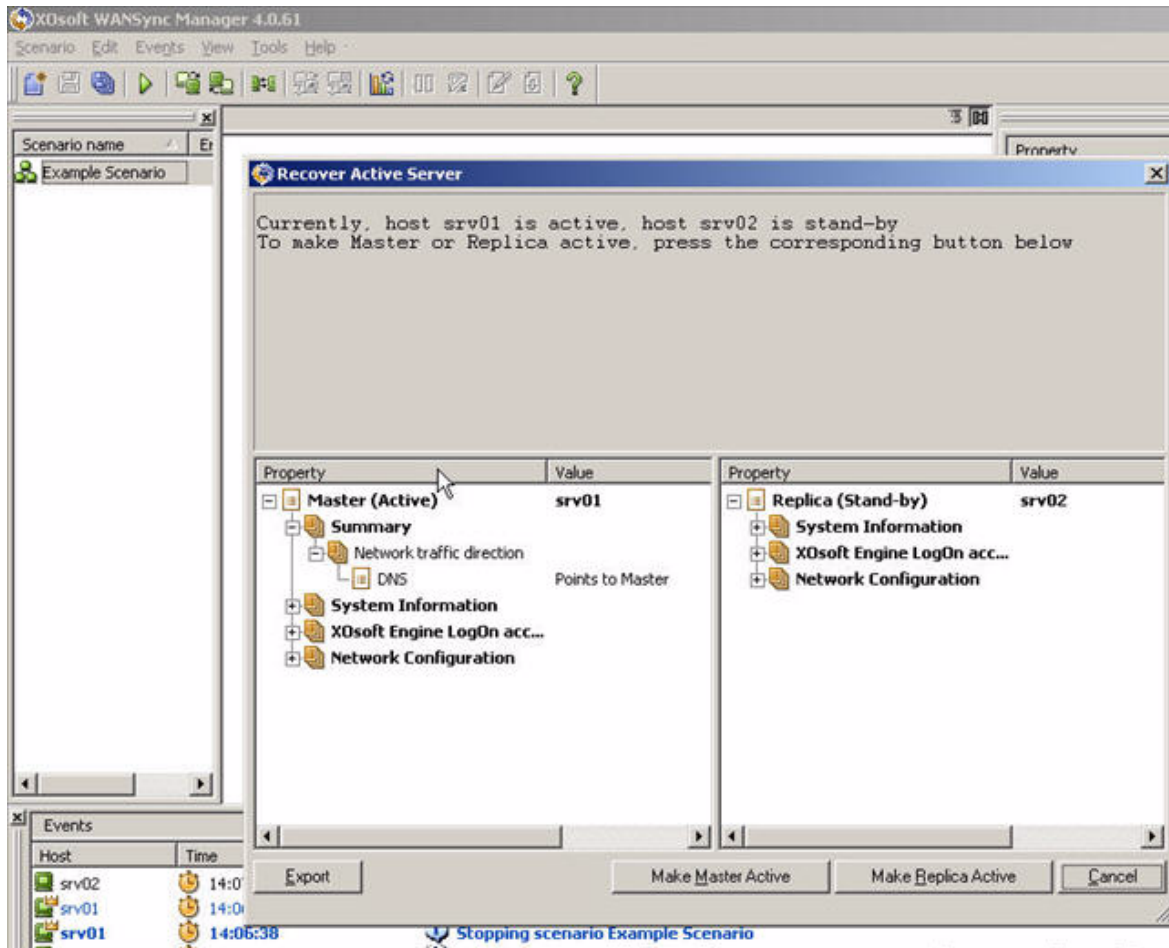 XOsoft WANSync Manager 4.0.61
Scenario Edit Events View Tools Help
Scenario name
Property
Example Scenario
Recover Active Server
Currently, host srv01 is active, host srv02 is stand-by
To make Master or Replica active, press the corresponding button below
Property Value Property Value
Master (Active) srv01 Replica (Stand-by) srv02
Summary System Information
Network traffic direction XOsoft Engine LogOn acc...
DNS Points to Master Network Configuration
System Information
XOsoft Engine LogOn acc...
Network Configuration
Events
Host Time
Export Make Master Active Make Replica Active Cancel
srv02
srv01
srv01 14:06:38 Stopping scenario Example Scenario